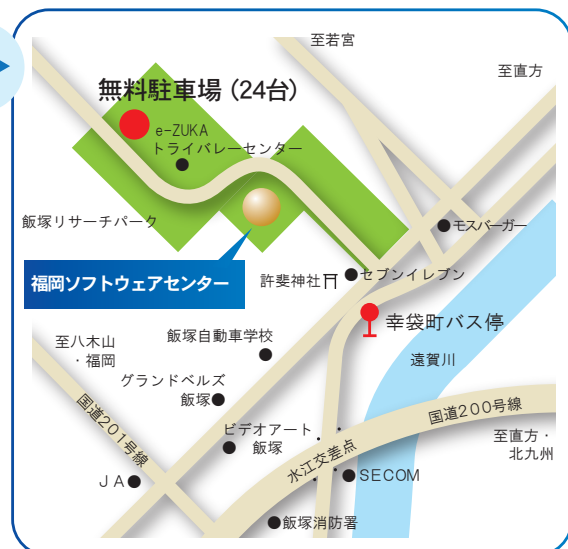 至若宮
至直方
無料駐車場（24台）
e-ZUKA
トライバレーセンター
飯塚リサーチパーク
モスバーガー
福岡ソフトウェアセンター
許斐神社
セブンイレブン
幸袋町バス停
飯塚自動車学校
至八木山
・福岡
遠賀川
グランドベルズ
飯塚
国道201号線
国道200号線
ビデオアート
飯塚
水江交差点
至直方・
北九州
JA
SECOM
飯塚消防署